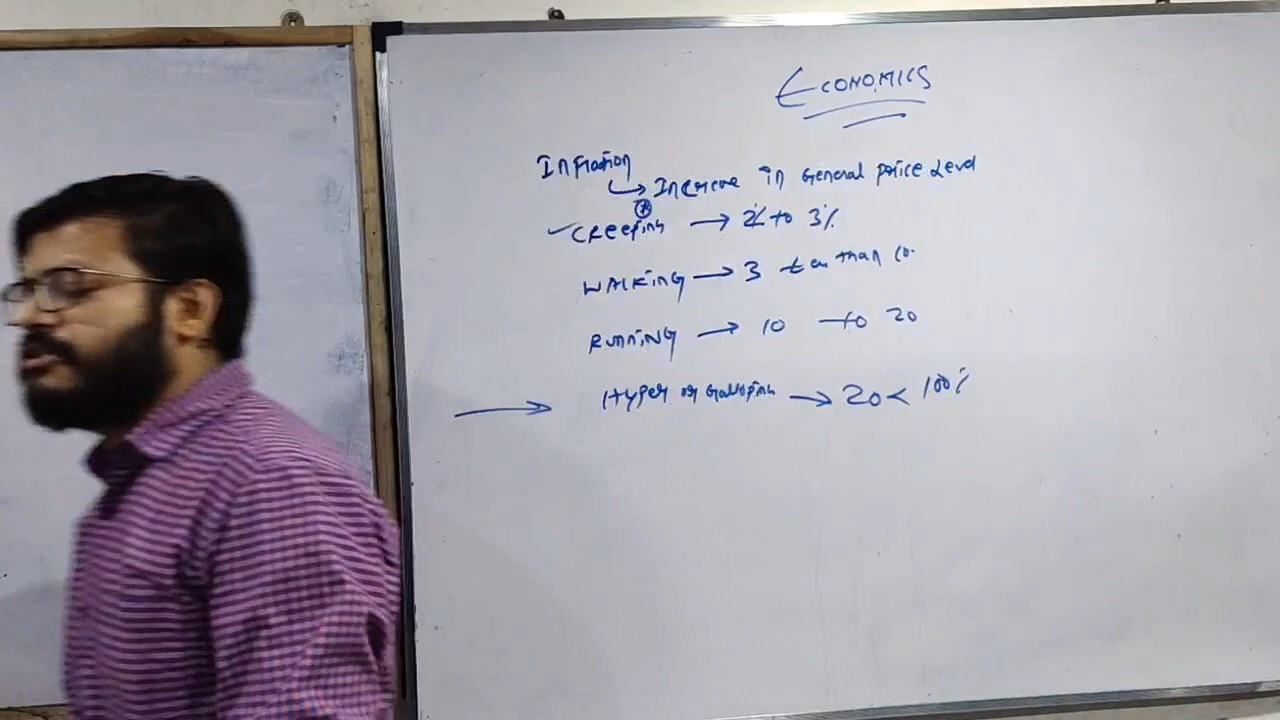 ECONOMICS
Inflation
→ Increase in General price Level
✓ CReeping → 2% to 3%
WALKiNG → 3 than 10
RUnniNG → 10 to 20
→ Hyper or Galloping → 20 < 100%